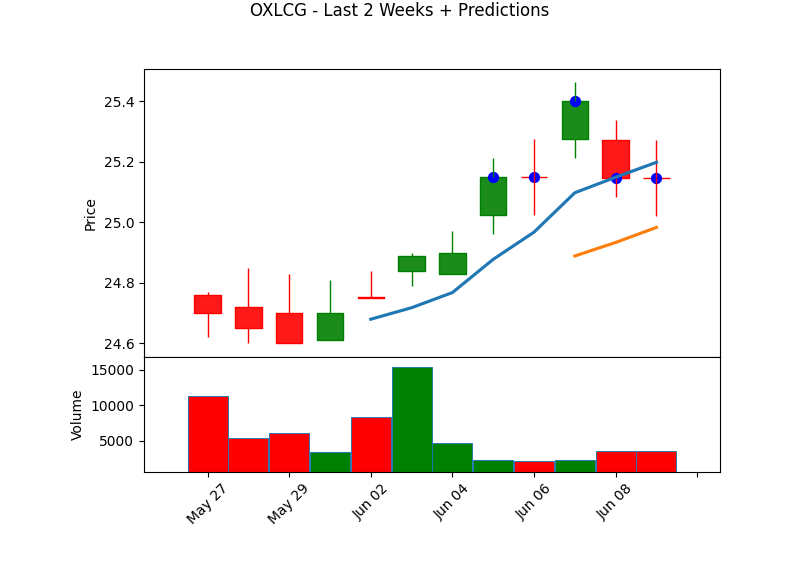 OXLCG - Last 2 Weeks + Predictions
25.4
25.2
25.0
24.8
24.6
Price
15000
10000
5000
Volume
May 27
May 29
Jun 02
Jun 04
Jun 06
Jun 08